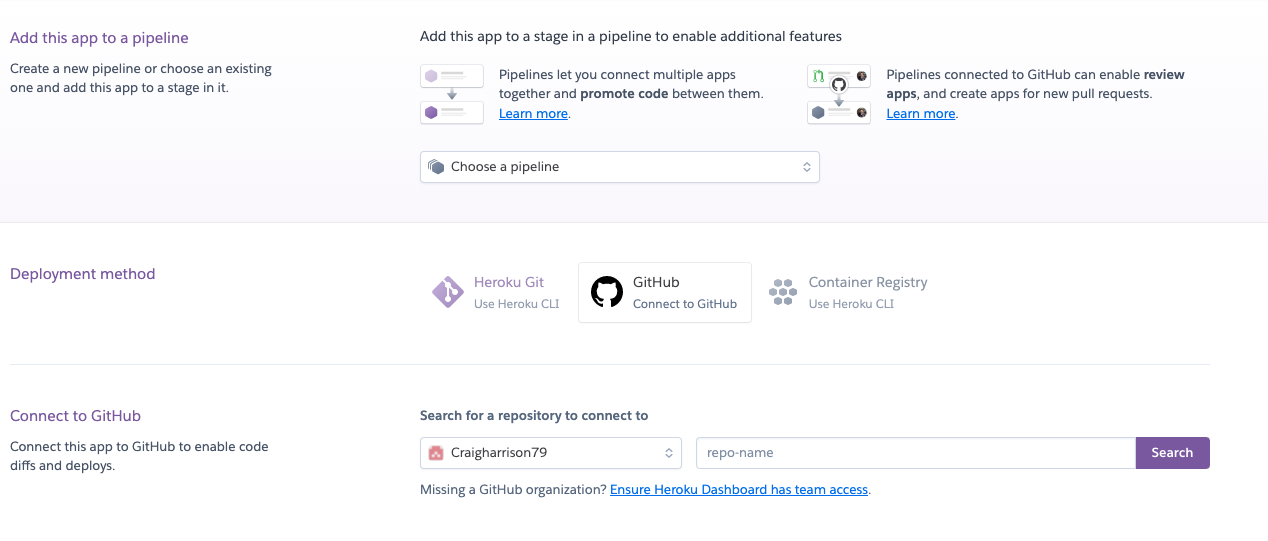 Add this app to a pipeline
Create a new pipeline or choose an existing
one and add this app to a stage in it.
Add this app to a stage in a pipeline to enable additional features
Pipelines let you connect multiple apps
together and promote code between them.
Learn more.
Pipelines connected to GitHub can enable review
apps, and create apps for new pull requests.
Learn more.
Choose a pipeline
Deployment method
Heroku Git
Use Heroku CLI
GitHub
Connect to GitHub
Container Registry
Use Heroku CLI
Connect to GitHub
Connect this app to GitHub to enable code
diffs and deploys.
Search for a repository to connect to
Craigharrison79
repo-name
Search
Missing a GitHub organization? Ensure Heroku Dashboard has team access.